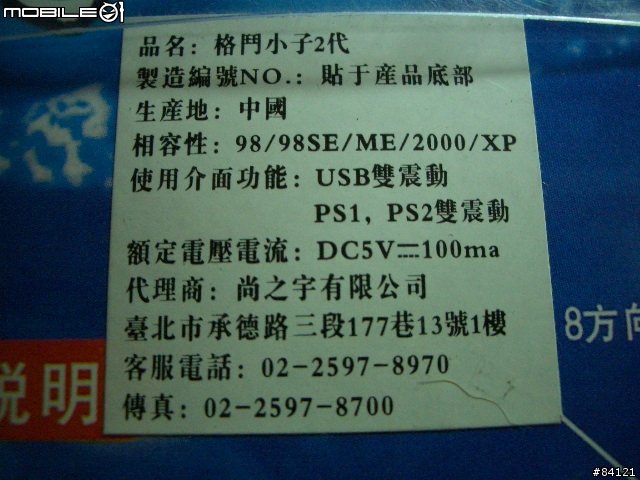 MOBILE01
品名: 格鬥小子2代
製造編號NO.: 貼于產品底部
生產地: 中國
相容性: 98/98SE/ME/2000/XP
使用介面功能: USB雙震動
PS1, PS2雙震動
額定電壓電流: DC5V⎓100ma
代理商: 尚之宇有限公司
臺北市承德路三段177巷13號1樓
客服電話: 02-2597-8970
傳真: 02-2597-8700
8方向
説明
#84121